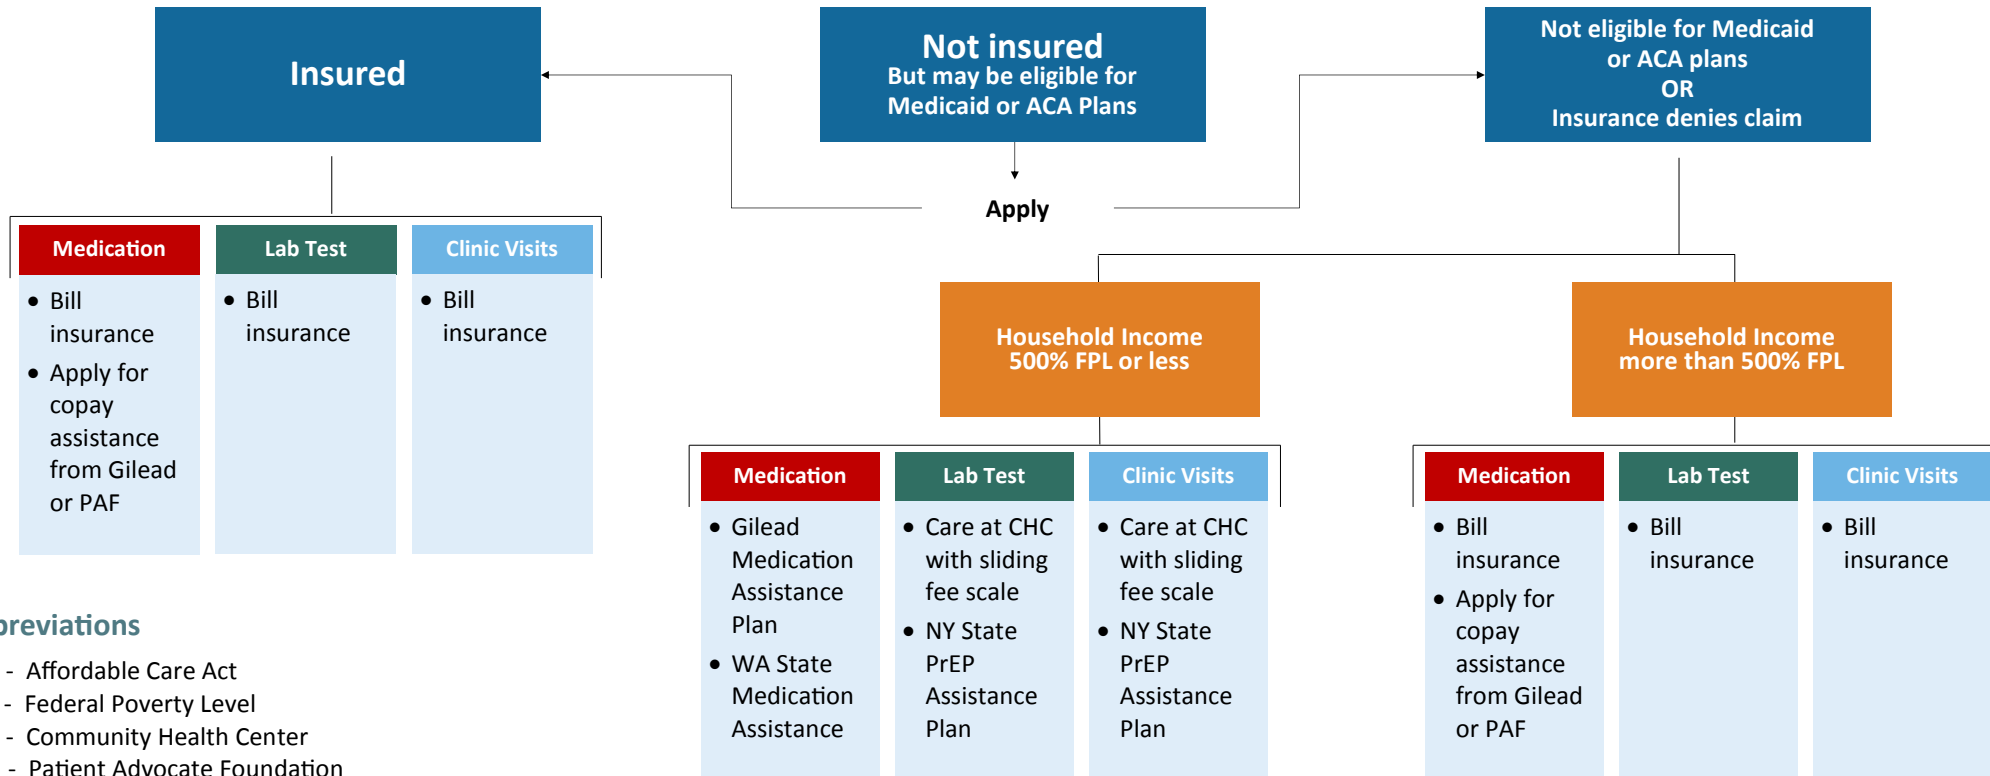 Insured
Not insured
But may be eligible for
Medicaid or ACA Plans
Not eligible for Medicaid
or ACA plans
OR
Insurance denies claim
Apply
Medication
• Bill
insurance
• Apply for
copay
assistance
from Gilead
or PAF
Lab Test
• Bill
insurance
Clinic Visits
• Bill
insurance
Household Income
500% FPL or less
Household Income
more than 500% FPL
Medication
• Gilead
Medication
Assistance
Plan
• WA State
Medication
Assistance
Lab Test
• Care at CHC
with sliding
fee scale
• NY State
PrEP
Assistance
Plan
Clinic Visits
• Care at CHC
with sliding
fee scale
• NY State
PrEP
Assistance
Plan
Medication
• Bill
insurance
• Apply for
copay
assistance
from Gilead
or PAF
Lab Test
• Bill
insurance
Clinic Visits
• Bill
insurance
breviations
- Affordable Care Act
- Federal Poverty Level
- Community Health Center
- Patient Advocate Foundation